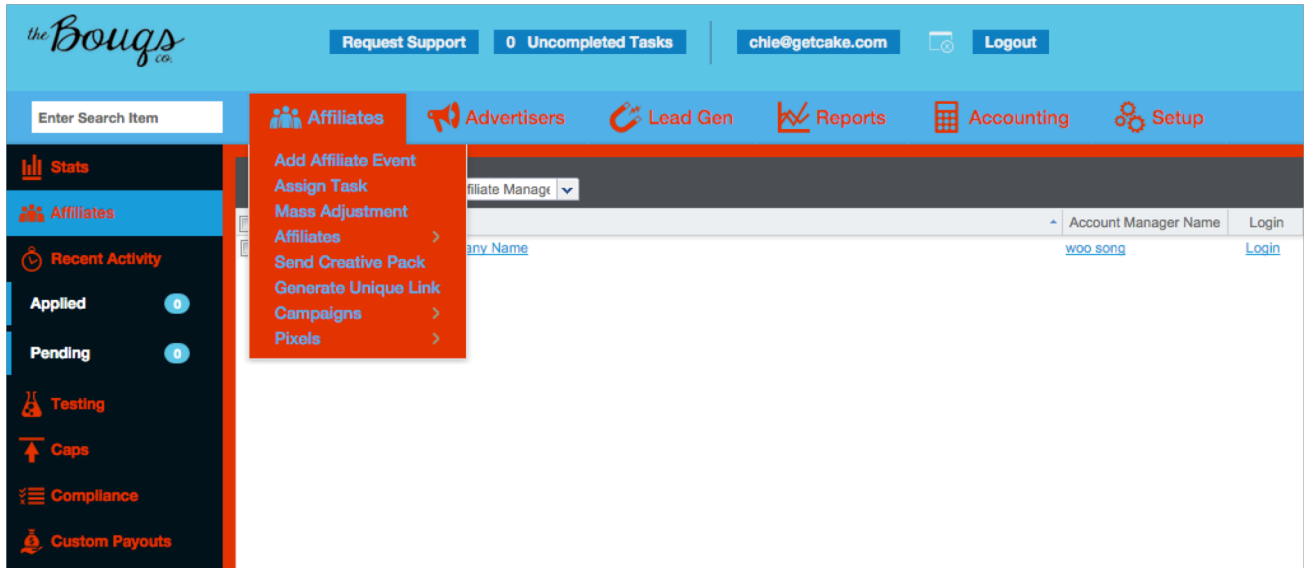 the Bouqs co.
Request Support
0 Uncompleted Tasks
chie@getcake.com
Logout
Enter Search Item
Affiliates
Advertisers
Lead Gen
Reports
Accounting
Setup
Stats
Affiliates
Recent Activity
Applied 0
Pending 0
Testing
Caps
Compliance
Custom Payouts
Add Affiliate Event
Assign Task
Mass Adjustment
Affiliates
Send Creative Pack
Generate Unique Link
Campaigns
Pixels
filiate Manage
Account Manager Name
Login
any Name
woo song
Login